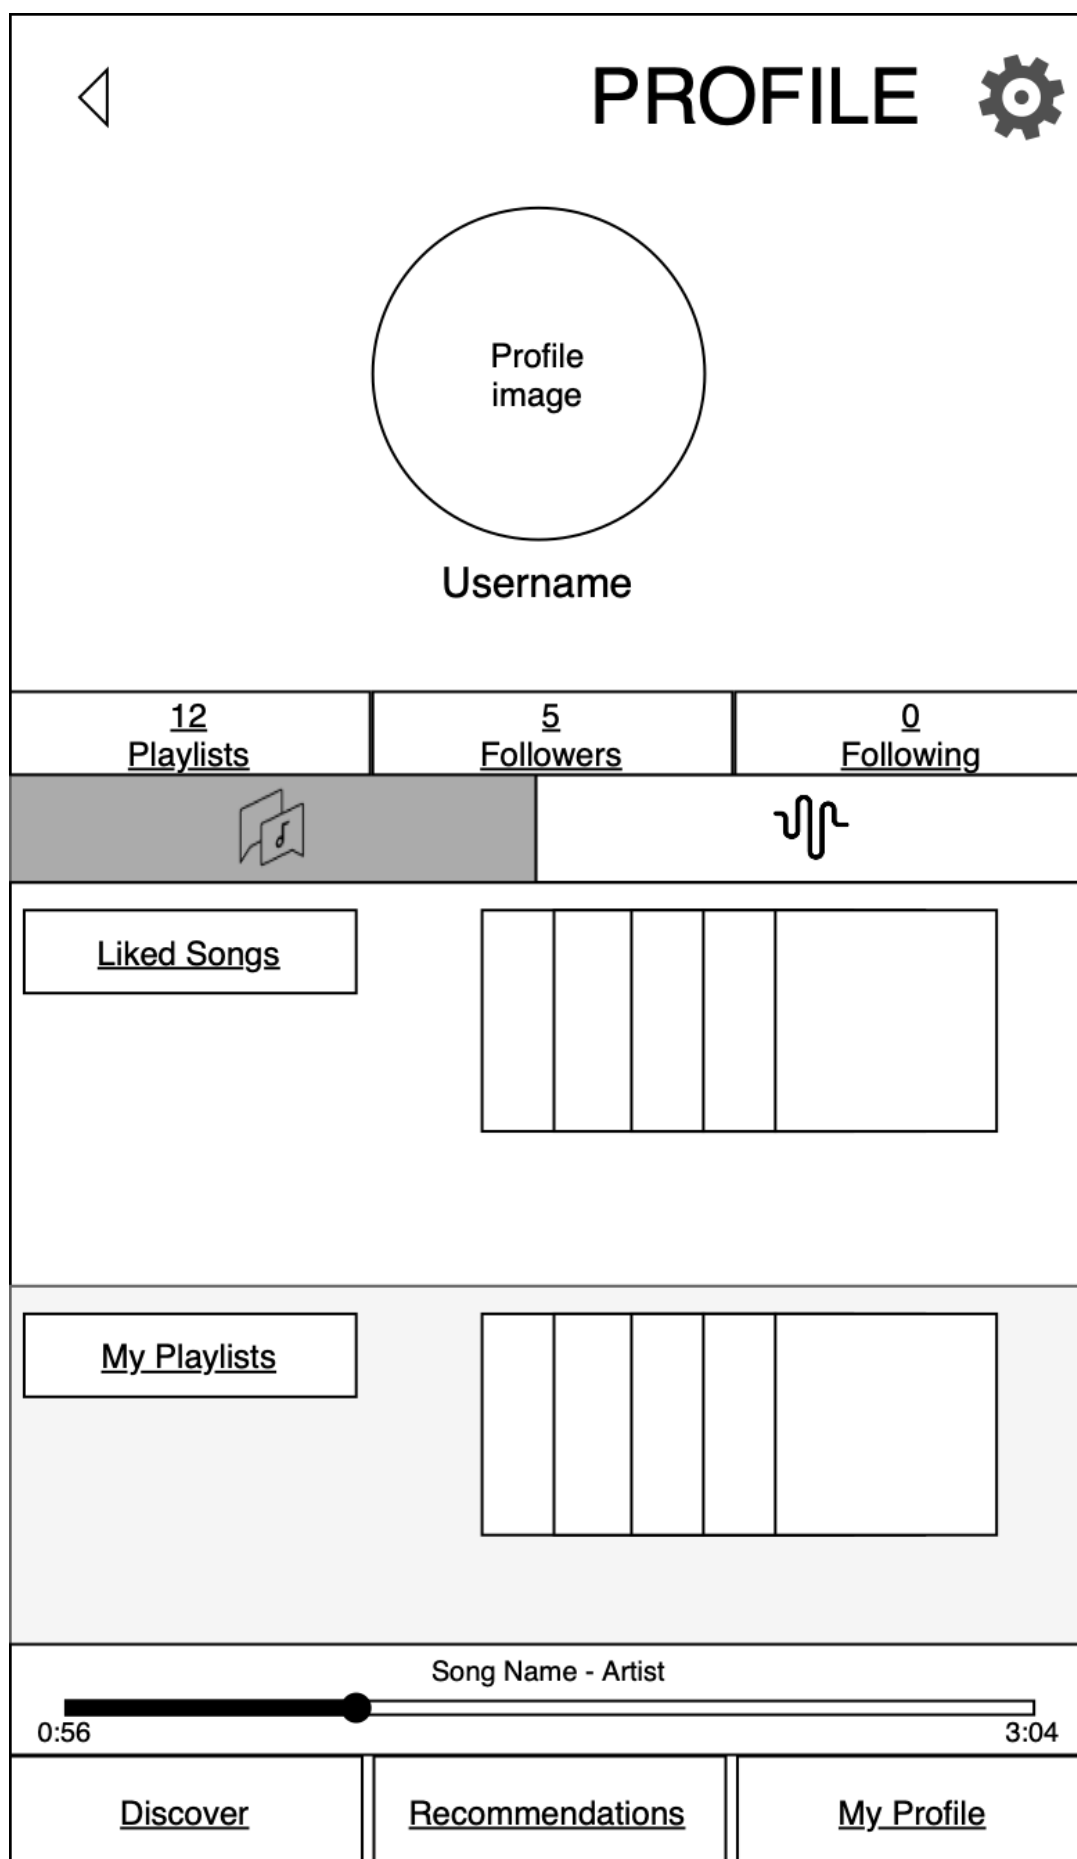 PROFILE
Profile
image
Username
12
Playlists
5
Followers
0
Following
Liked Songs
My Playlists
Song Name - Artist
0:56
3:04
Discover
Recommendations
My Profile